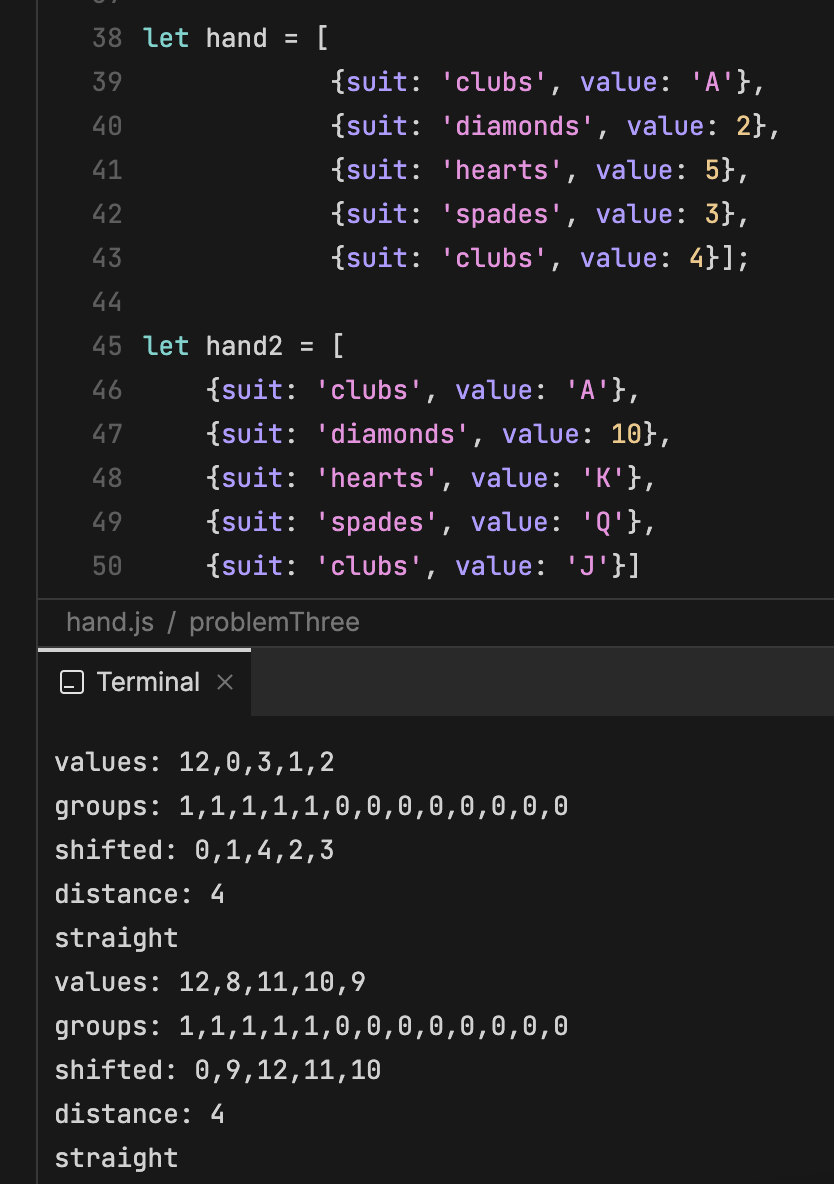 38 let hand = [
39 {suit: 'clubs', value: 'A'},
40 {suit: 'diamonds', value: 2},
41 {suit: 'hearts', value: 5},
42 {suit: 'spades', value: 3},
43 {suit: 'clubs', value: 4}];
44
45 let hand2 = [
46 {suit: 'clubs', value: 'A'},
47 {suit: 'diamonds', value: 10},
48 {suit: 'hearts', value: 'K'},
49 {suit: 'spades', value: 'Q'},
50 {suit: 'clubs', value: 'J'}]
hand.js / problemThree
Terminal
values: 12,0,3,1,2
groups: 1,1,1,1,1,0,0,0,0,0,0,0,0
shifted: 0,1,4,2,3
distance: 4
straight
values: 12,8,11,10,9
groups: 1,1,1,1,1,0,0,0,0,0,0,0,0
shifted: 0,9,12,11,10
distance: 4
straight